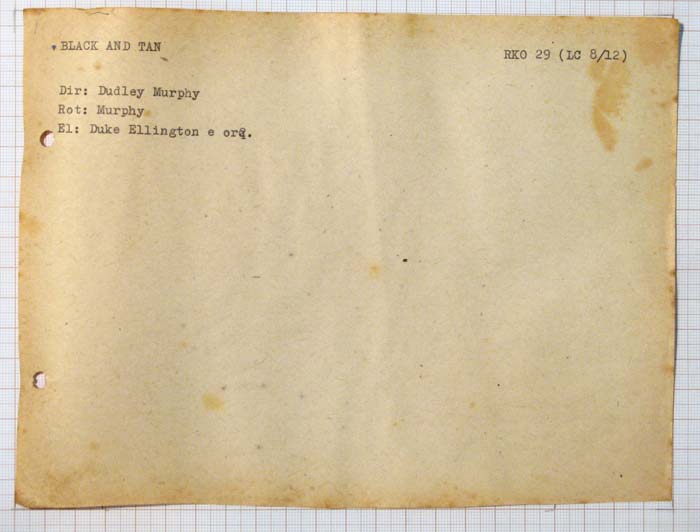 BLACK AND TAN
RKO 29 (LC 8/12)
Dir: Dudley Murphy
Rot: Murphy
El: Duke Ellington e orq.